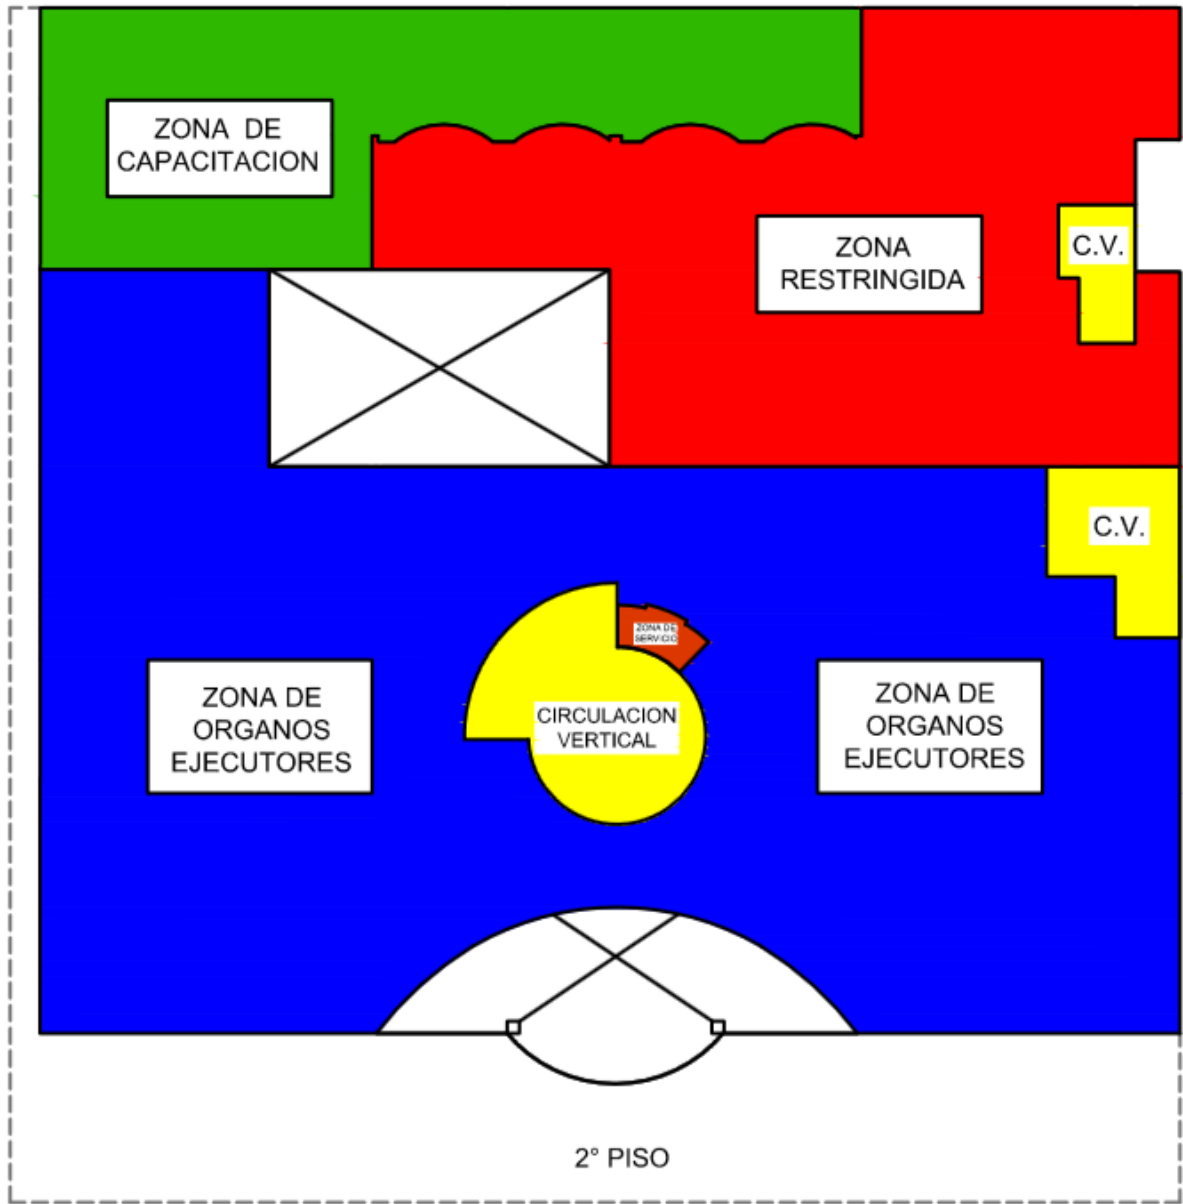 ZONA DE
CAPACITACION
ZONA
RESTRINGIDA
C.V.
C.V.
ZONA DE
SERVICIO
ZONA DE
ORGANOS
EJECUTORES
CIRCULACION
VERTICAL
ZONA DE
ORGANOS
EJECUTORES
2° PISO